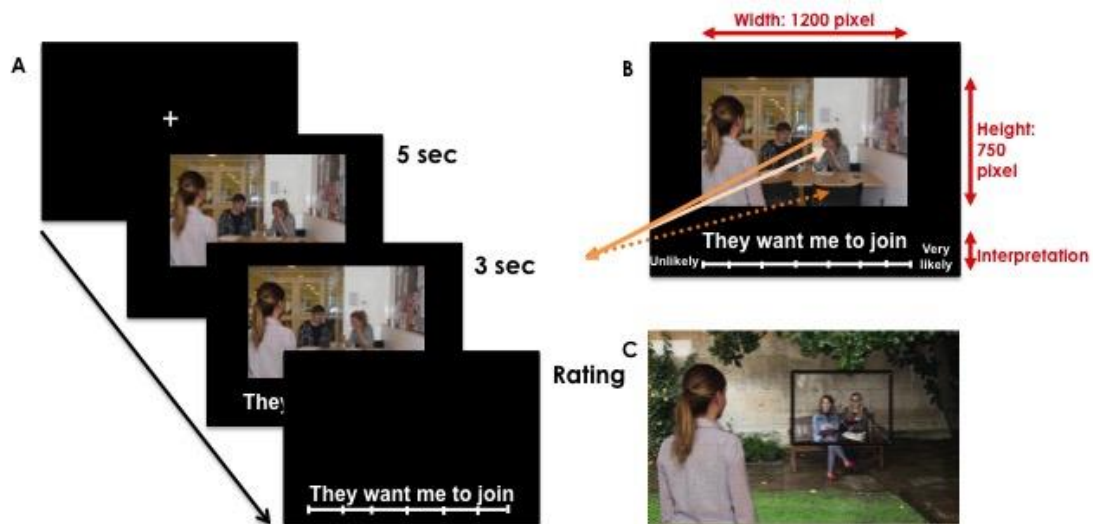 A
+
5 sec
3 sec
They
Rating
They want me to join
B
Width: 1200 pixel
Height:
750
pixel
They want me to join
Unlikely
Very
likely
Interpretation
C